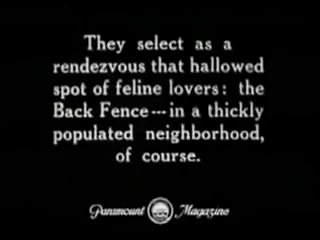 They select as a
rendezvous that hallowed
spot of feline lovers: the
Back Fence---in a thickly
populated neighborhood,
of course.
Paramount Magazine